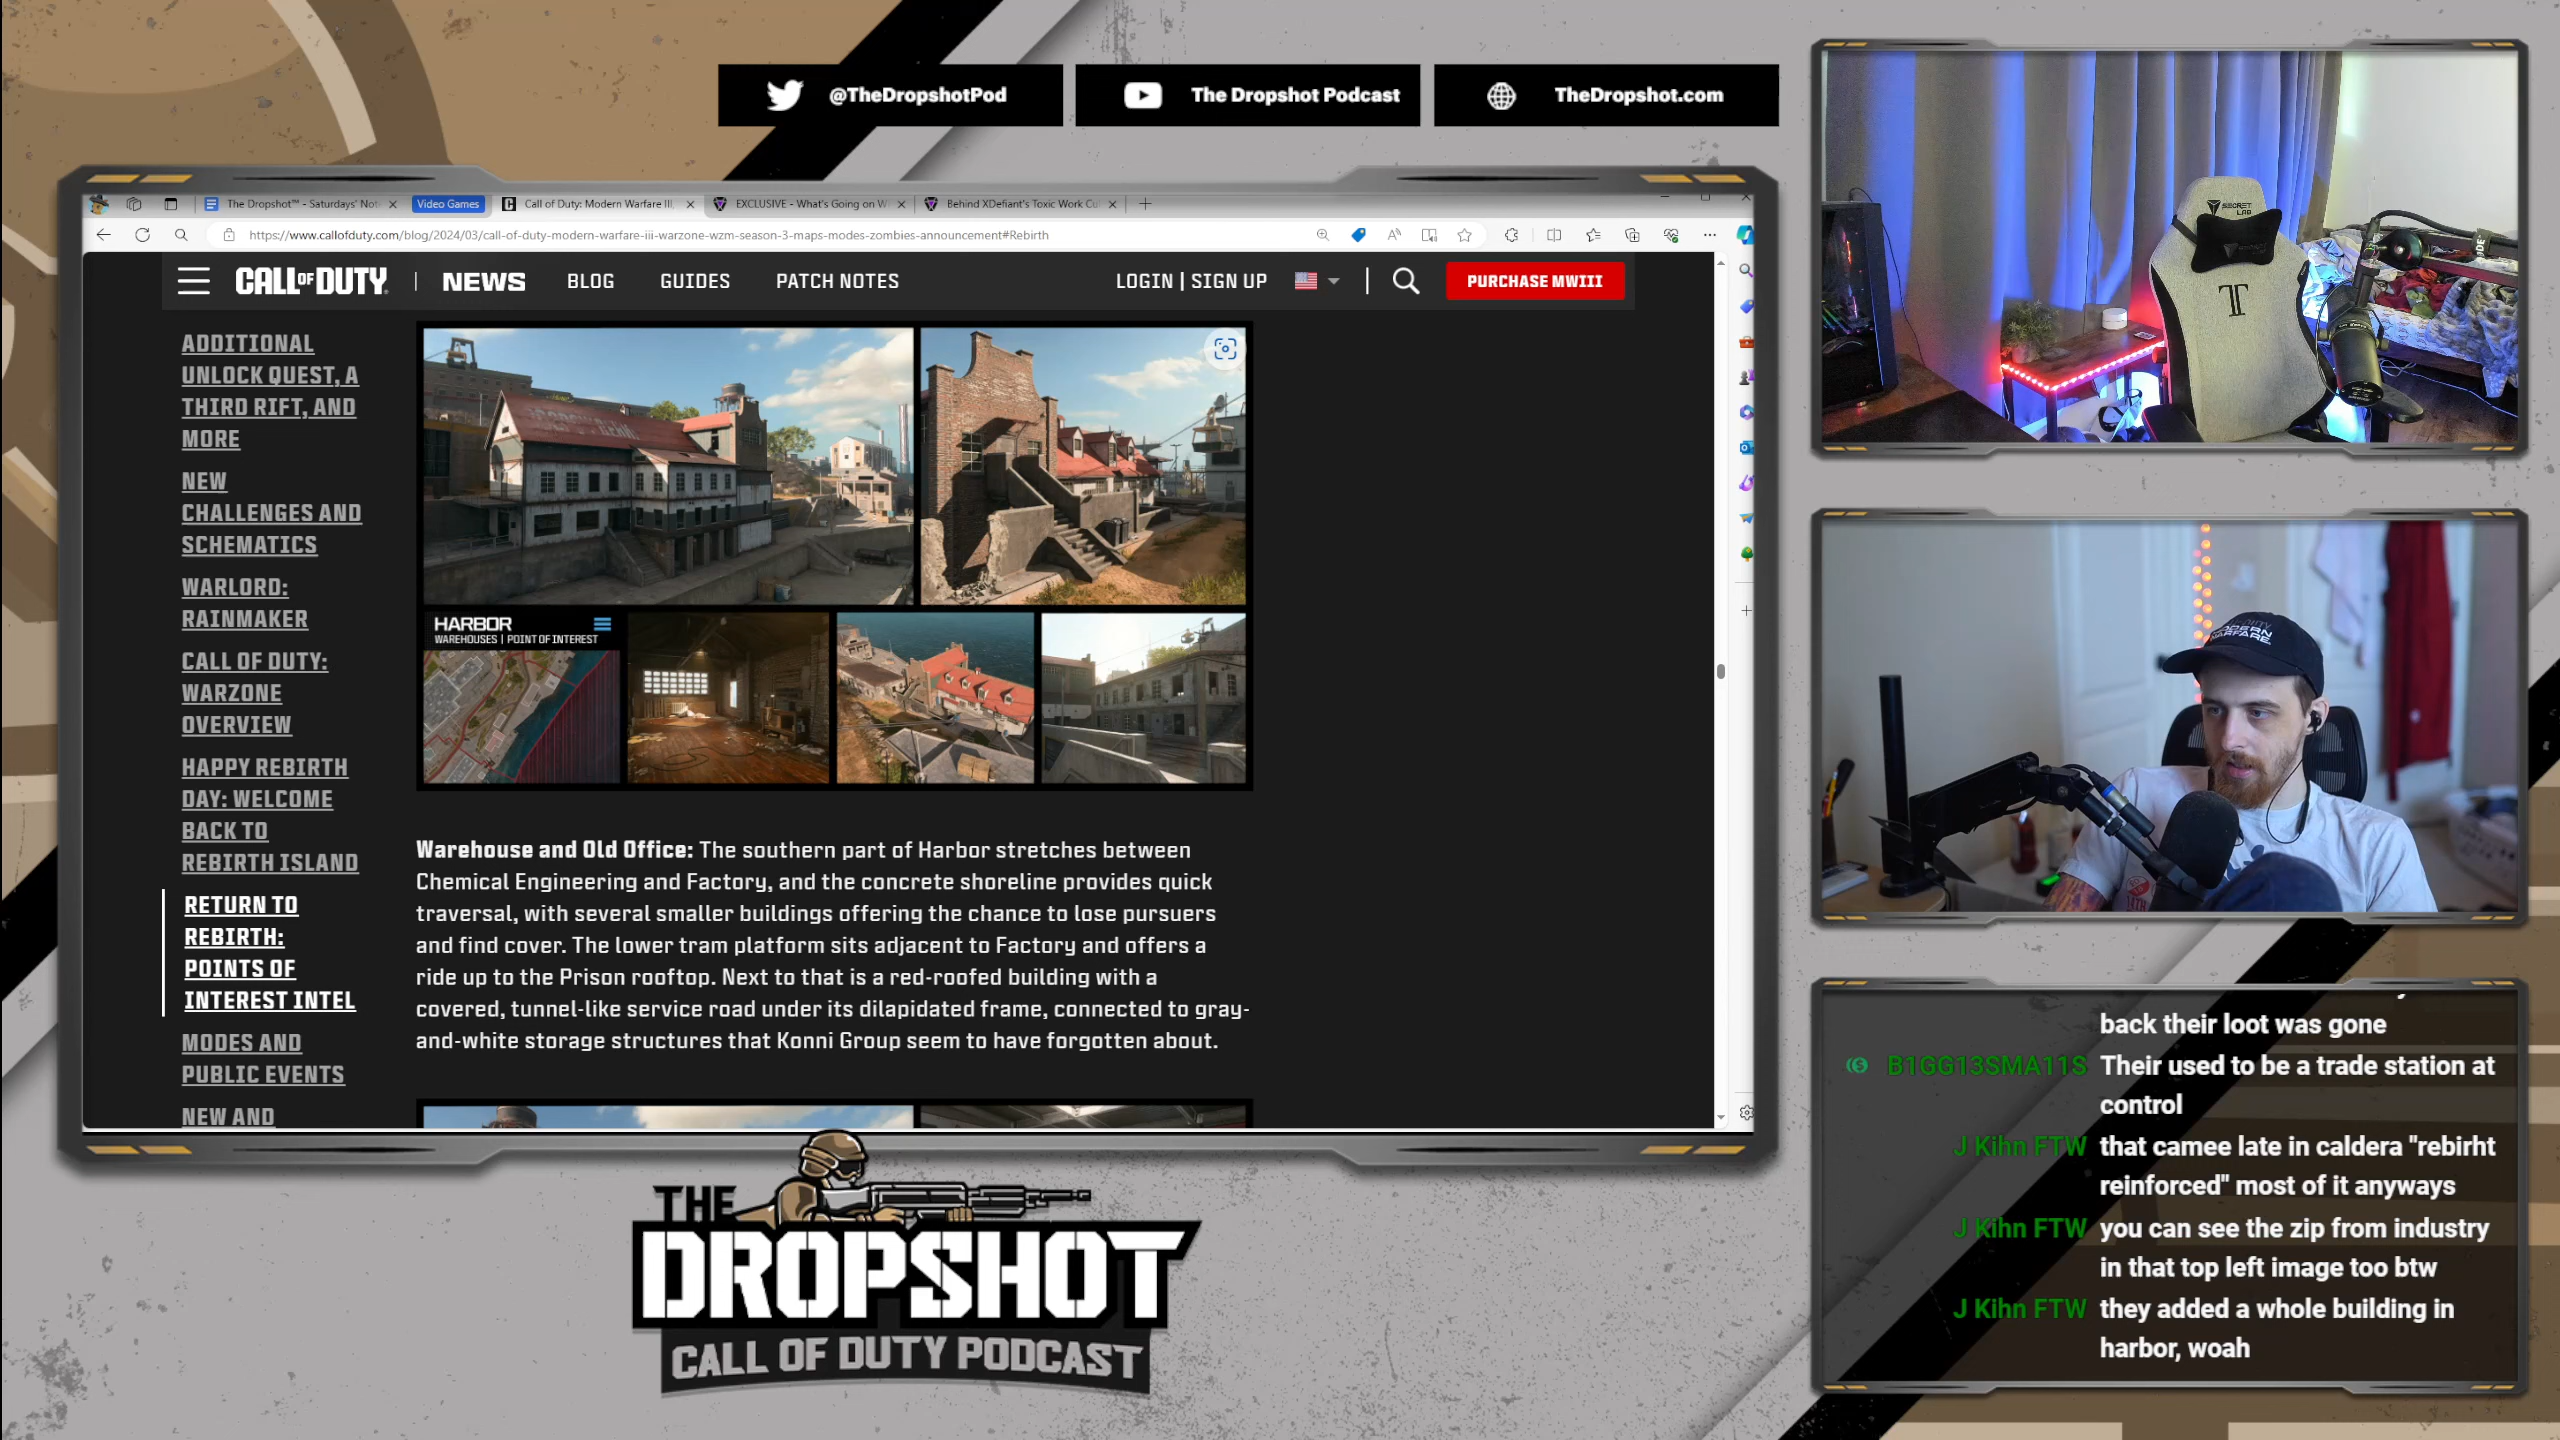 @TheDropshotPod
The Dropshot Podcast
TheDropshot.com
The Dropshot™ - Saturdays' Not
Video Games
Call of Duty: Modern Warfare III,
EXCLUSIVE - What's Going on W
Behind XDefiant's Toxic Work Cu
https://www.callofduty.com/blog/2024/03/call-of-duty-modern-warfare-iii-warzone-wzm-season-3-maps-modes-zombies-announcement#Rebirth
CALL OF DUTY | NEWS BLOG GUIDES PATCH NOTES LOGIN | SIGN UP PURCHASE MWIII
ADDITIONAL
UNLOCK QUEST, A
THIRD RIFT, AND
MORE
NEW
CHALLENGES AND
SCHEMATICS
WARLORD:
RAINMAKER
CALL OF DUTY:
WARZONE
OVERVIEW
HAPPY REBIRTH
DAY: WELCOME
BACK TO
REBIRTH ISLAND
RETURN TO
REBIRTH:
POINTS OF
INTEREST INTEL
MODES AND
PUBLIC EVENTS
NEW AND
HARBOR
WAREHOUSES | POINT OF INTEREST
Warehouse and Old Office: The southern part of Harbor stretches between
Chemical Engineering and Factory, and the concrete shoreline provides quick
traversal, with several smaller buildings offering the chance to lose pursuers
and find cover. The lower tram platform sits adjacent to Factory and offers a
ride up to the Prison rooftop. Next to that is a red-roofed building with a
covered, tunnel-like service road under its dilapidated frame, connected to gray-
and-white storage structures that Konni Group seem to have forgotten about.
SECRET
LAB
MODERN
WARFARE
back their loot was gone
B1GG13SMA11S Their used to be a trade station at
control
J Kihn FTW that camee late in caldera "rebirht
reinforced" most of it anyways
J Kihn FTW you can see the zip from industry
in that top left image too btw
J Kihn FTW they added a whole building in
harbor, woah
THE
DROPSHOT
CALL OF DUTY PODCAST